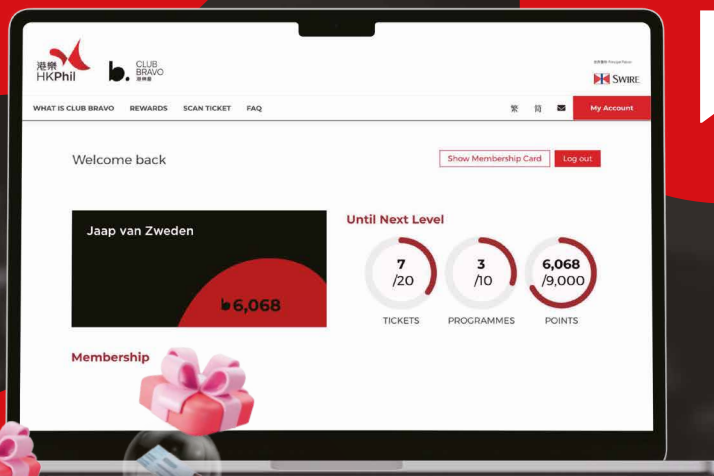 港樂
HKPhil
b.
CLUB
BRAVO
SWIRE
WHAT IS CLUB BRAVO
REWARDS
SCAN TICKET
FAQ
繁
简
My Account
Welcome back
Show Membership Card
Log out
Jaap van Zweden
b6,068
Until Next Level
7
/20
TICKETS
3
/10
PROGRAMMES
6,068
/9,000
POINTS
Membership